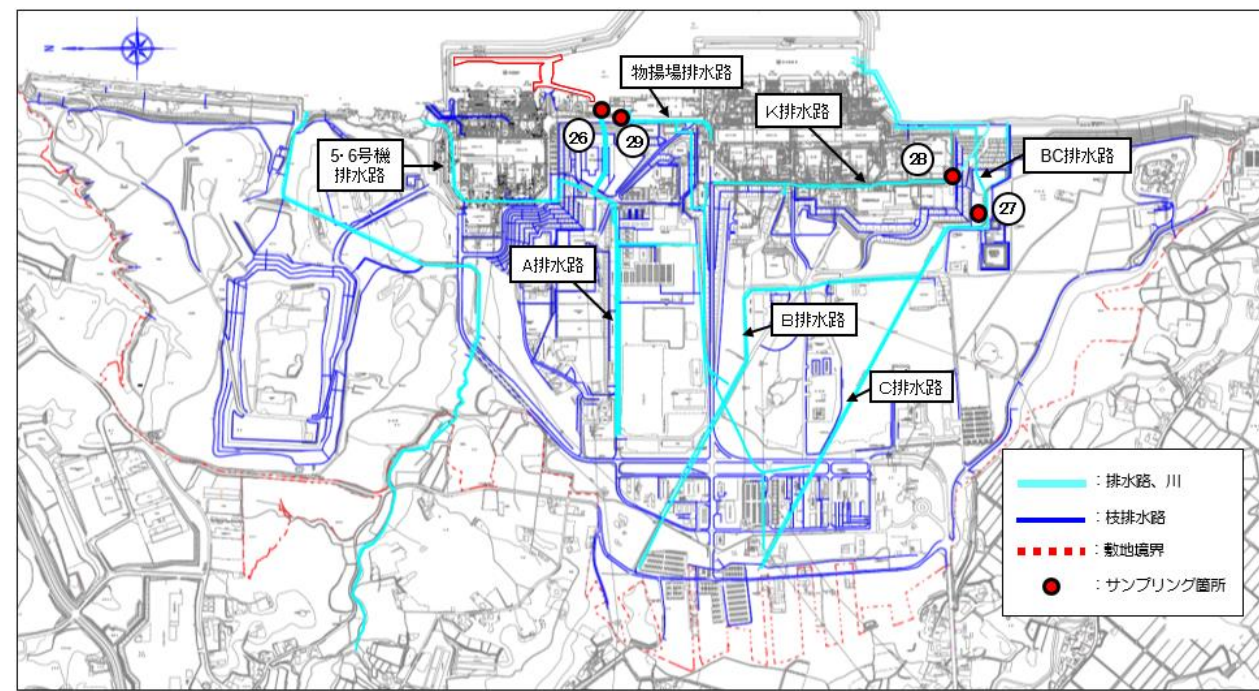 N
物揚場排水路
K排水路
26
29
28
5・6号機
排水路
BC排水路
27
A排水路
B排水路
C排水路
：排水路、川
：枝排水路
：敷地境界
：サンプリング箇所